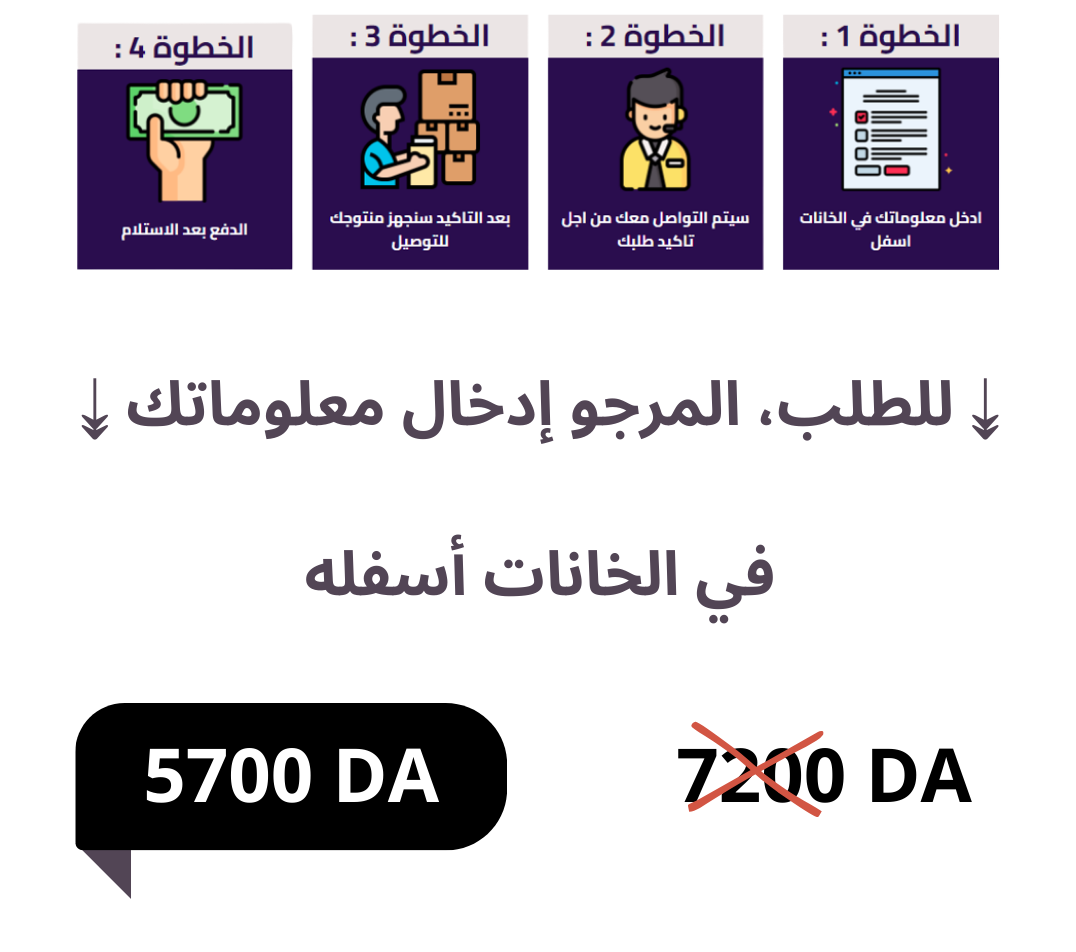 الخطوة 1 :
ادخل معلوماتك في الخانات
اسفل
الخطوة 2 :
سيتم التواصل معك من اجل
تاكيد طلبك
الخطوة 3 :
بعد التاكيد سنجهز منتوجك
للتوصيل
الخطوة 4 :
الدفع بعد الاستلام
↡ للطلب، المرجو إدخال معلوماتك ↡
في الخانات أسفله
7200 DA
5700 DA